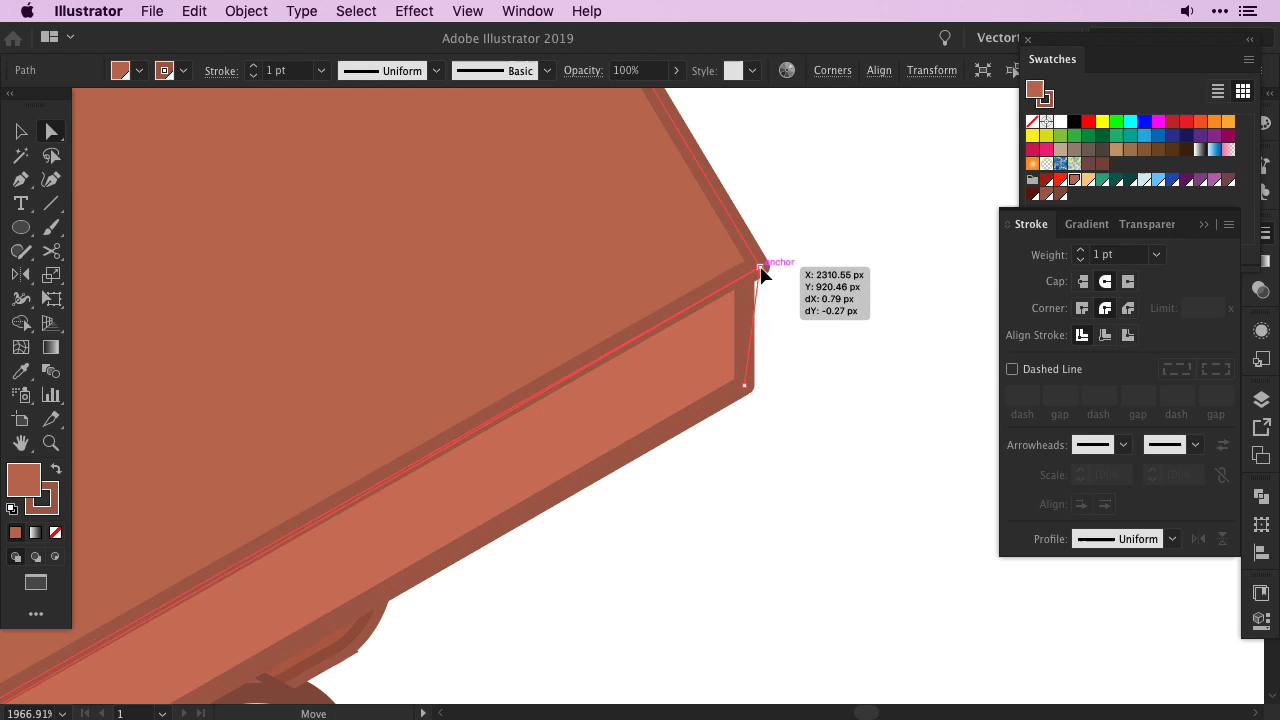 Illustrator File Edit Object Type Select Effect View Window Help
Adobe Illustrator 2019
Path
Stroke: 1 pt Uniform Basic Opacity: 100% Style: Corners Align Transform
Swatches
anchor
X: 2310.55 px
Y: 920.46 px
dX: 0.79 px
dY: -0.27 px
Stroke Gradient Transparer
Weight: 1 pt
Cap:
Corner: Limit: x
Align Stroke:
Dashed Line
dash gap dash gap dash gap
Arrowheads:
Scale: 100% 100%
Align:
Profile: Uniform
1966.91% 1 Move